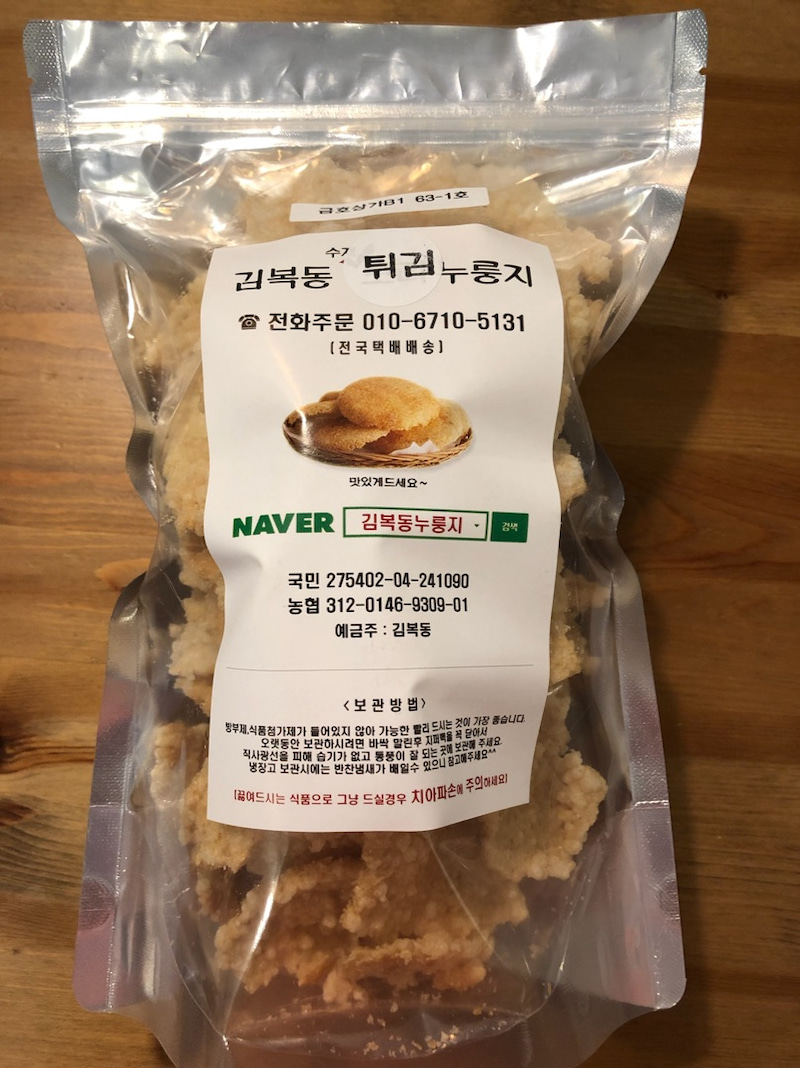 금호상가B1 63-1호
김복동 튀김누룽지
☎ 전화주문 010-6710-5131
[전국택배배송]
맛있게드세요~
NAVER 김복동누룽지 검색
국민 275402-04-241090
농협 312-0146-9309-01
예금주 : 김복동
<보관방법>
방부제,식품첨가제가 들어있지 않아 가능한 빨리 드시는 것이 가장 좋습니다.
오랫동안 보관하시려면 바싹 말린후 지퍼백을 꼭 닫아서
직사광선을 피해 습기가 없고 통풍이 잘 되는 곳에 보관해 주세요.
냉장고 보관시에는 반찬냄새가 배일수 있으니 참고해주세요^^
[끓여드시는 식품으로 그냥 드실경우 치아파손에 주의하세요]